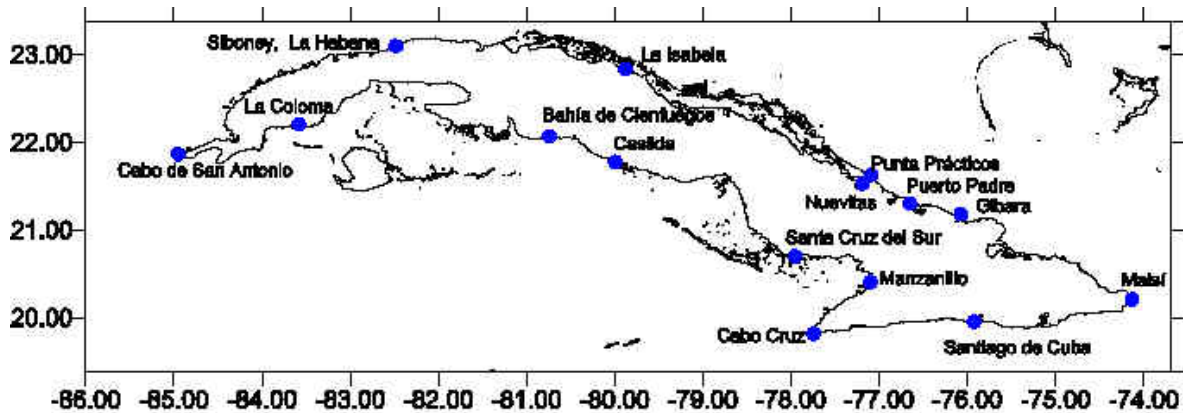 23.00
22.00
21.00
20.00
Siboney, La Habana
La Isabela
La Coloma
Bahía de Cienfuegos
Casilda
Cabo de San Antonio
Punta Prácticos
Puerto Padre
Nuevitas
Gibara
Santa Cruz del Sur
Manzanillo
Maisí
Cabo Cruz
Santiago de Cuba
-86.00 -85.00 -84.00 -83.00 -82.00 -81.00 -80.00 -79.00 -78.00 -77.00 -76.00 -75.00 -74.00